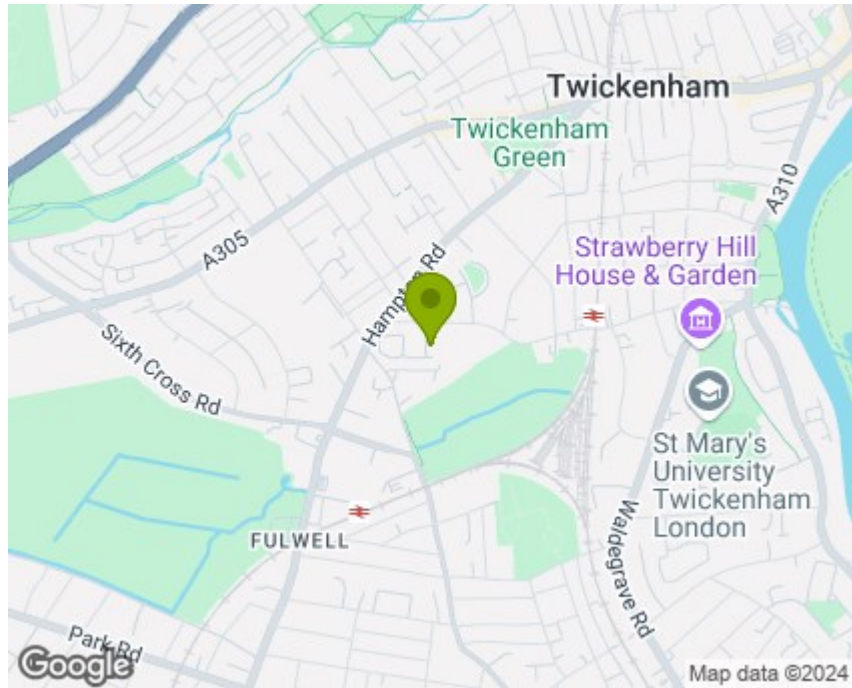 Twickenham
Twickenham
Green
A310
A305
Hampton Rd
Strawberry Hill
House & Garden
Sixth Cross Rd
St Mary's
University
Twickenham
London
FULWELL
Waldegrave Rd
Park Rd
Google
Map data ©2024